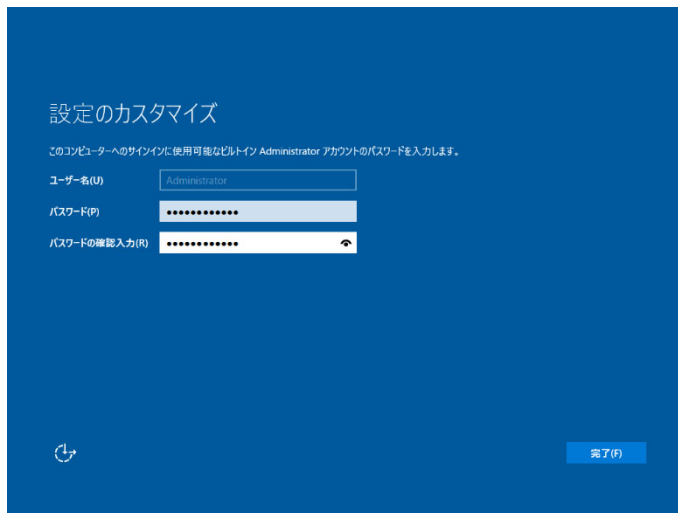 設定のカスタマイズ
このコンピューターへのサインインに使用可能なビルトイン Administrator アカウントのパスワードを入力します。
ユーザー名(U)
Administrator
パスワード(P)
●●●●●●●●●●●●
パスワードの確認入力(R)
●●●●●●●●●●●●
完了(F)